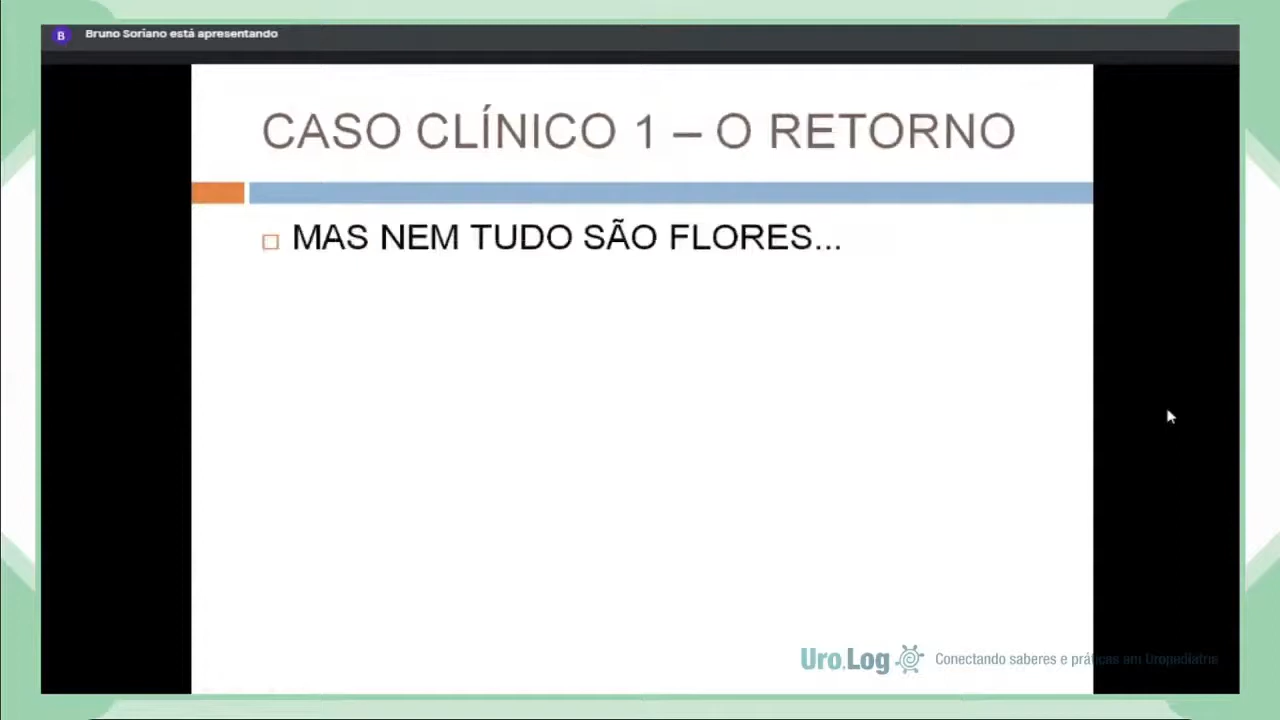 B Bruno Soriano está apresentando
CASO CLÍNICO 1 – O RETORNO
MAS NEM TUDO SÃO FLORES...
Uro.Log Conectando saberes e práticas em Uropediatria